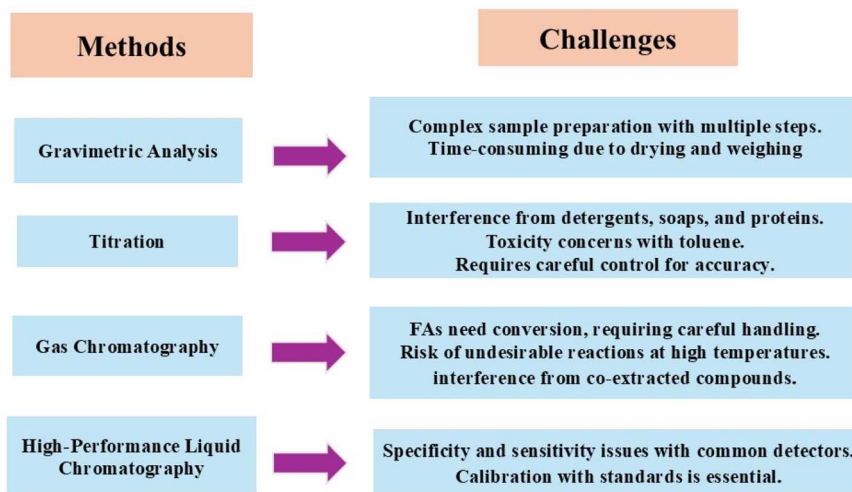 Methods
Challenges
Gravimetric Analysis
Complex sample preparation with multiple steps.
Time-consuming due to drying and weighing
Titration
Interference from detergents, soaps, and proteins.
Toxicity concerns with toluene.
Requires careful control for accuracy.
Gas Chromatography
FAs need conversion, requiring careful handling.
Risk of undesirable reactions at high temperatures.
interference from co-extracted compounds.
High-Performance Liquid
Chromatography
Specificity and sensitivity issues with common detectors.
Calibration with standards is essential.